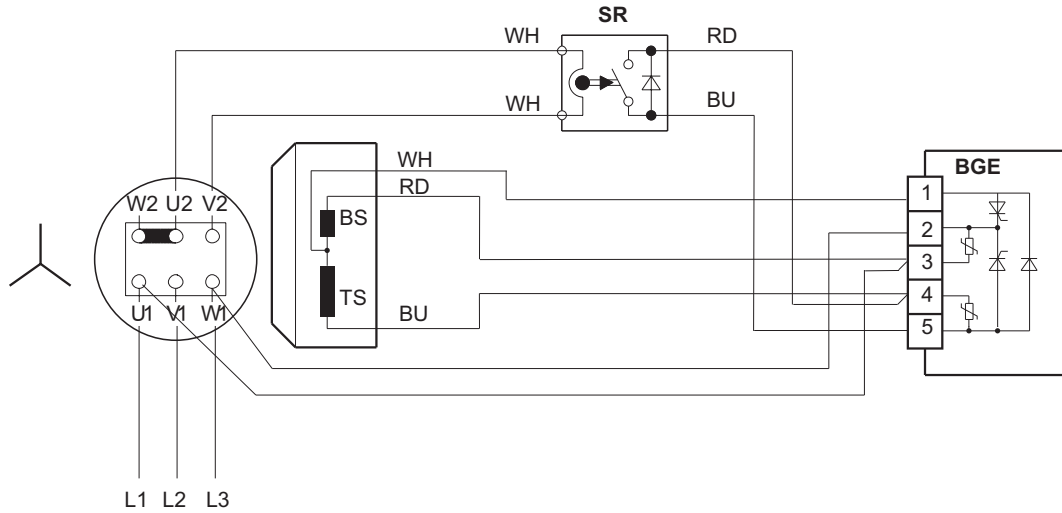 SR
WH
RD
WH
BU
BGE
WH
RD
BS
TS
BU
W2 U2 V2
U1 V1 W1
1
2
3
4
5
L1 L2 L3